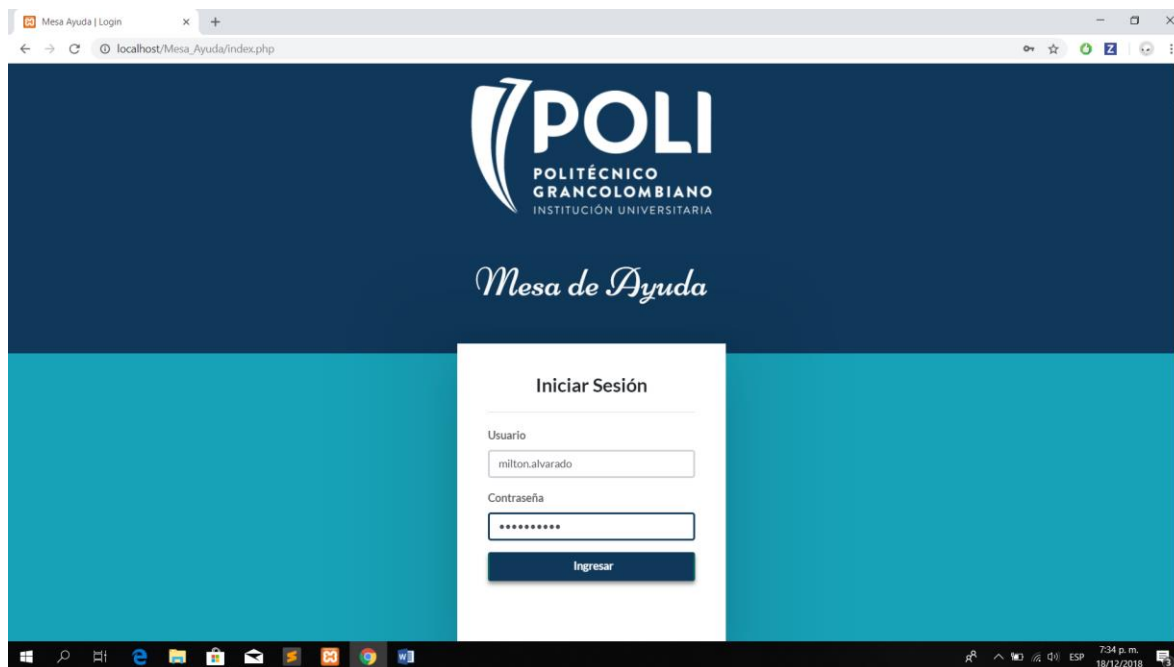 Mesa Ayuda | Login
localhost/Mesa_Ayuda/index.php
POLI
POLITÉCNICO
GRANCOLOMBIANO
INSTITUCIÓN UNIVERSITARIA
Mesa de Ayuda
Iniciar Sesión
Usuario
milton.alvarado
Contraseña
••••••••••
Ingresar
ESP
7:34 p. m.
18/12/2018